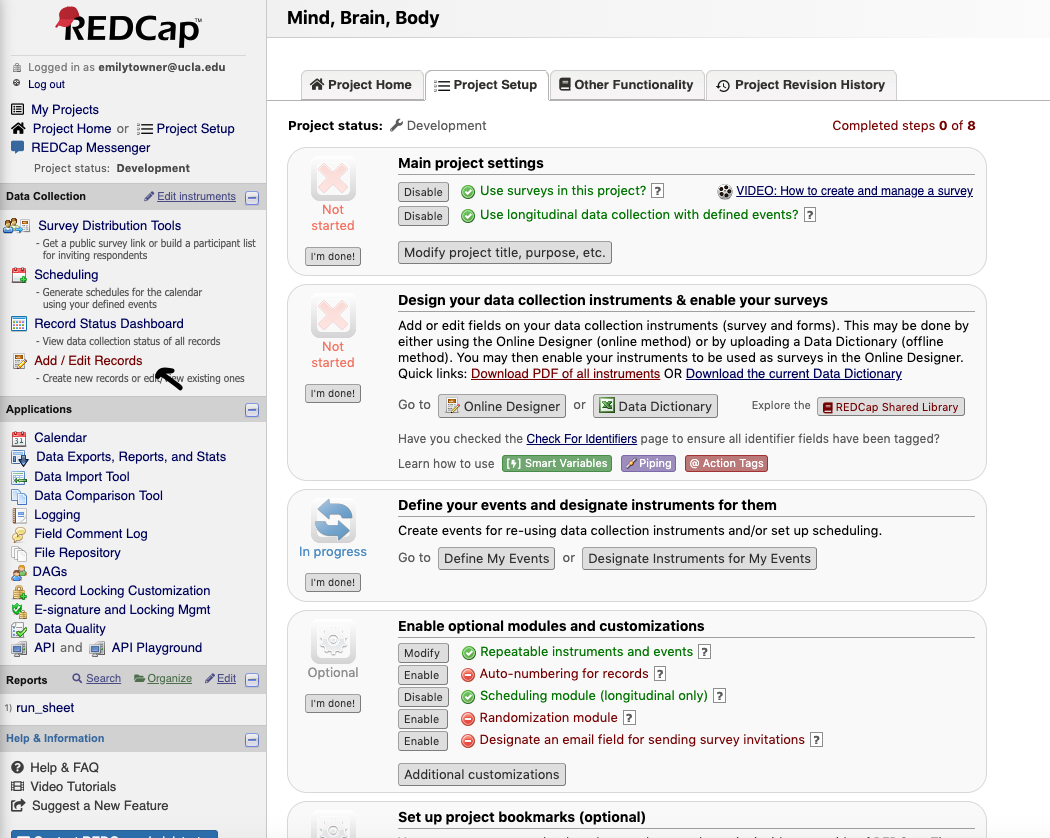 REDCap™
Logged in as emilytowner@ucla.edu
Log out
My Projects
Project Home or Project Setup
REDCap Messenger
Project status: Development
Data Collection Edit instruments
Survey Distribution Tools
- Get a public survey link or build a participant list
for inviting respondents
Scheduling
- Generate schedules for the calendar
using your defined events
Record Status Dashboard
- View data collection status of all records
Add / Edit Records
- Create new records or existing ones
Applications
Calendar
Data Exports, Reports, and Stats
Data Import Tool
Data Comparison Tool
Logging
Field Comment Log
File Repository
DAGs
Record Locking Customization
E-signature and Locking Mgmt
Data Quality
API and API Playground
Reports Search Organize Edit
1) run_sheet
Help & Information
Help & FAQ
Video Tutorials
Suggest a New Feature
Mind, Brain, Body
Project Home Project Setup Other Functionality Project Revision History
Project status: Development Completed steps 0 of 8
Main project settings
Not
started
I'm done!
Disable Use surveys in this project? ? VIDEO: How to create and manage a survey
Disable Use longitudinal data collection with defined events? ?
Modify project title, purpose, etc.
Design your data collection instruments & enable your surveys
Not
started
I'm done!
Add or edit fields on your data collection instruments (survey and forms). This may be done by
either using the Online Designer (online method) or by uploading a Data Dictionary (offline
method). You may then enable your instruments to be used as surveys in the Online Designer.
Quick links: Download PDF of all instruments OR Download the current Data Dictionary
Go to Online Designer or Data Dictionary Explore the REDCap Shared Library
Have you checked the Check For Identifiers page to ensure all identifier fields have been tagged?
Learn how to use Smart Variables Piping @ Action Tags
Define your events and designate instruments for them
In progress
I'm done!
Create events for re-using data collection instruments and/or set up scheduling.
Go to Define My Events or Designate Instruments for My Events
Enable optional modules and customizations
Optional
I'm done!
Modify Repeatable instruments and events ?
Enable Auto-numbering for records ?
Disable Scheduling module (longitudinal only) ?
Enable Randomization module ?
Enable Designate an email field for sending survey invitations ?
Additional customizations
Set up project bookmarks (optional)